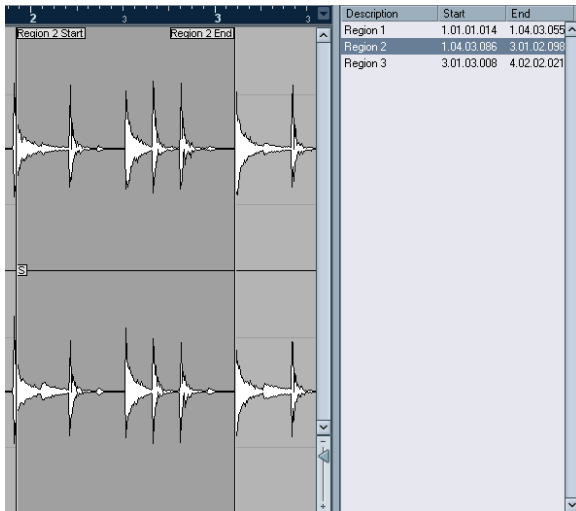 2 3 3 3
Region 2 Start Region 2 End
S
Description Start End
Region 1 1.01.01.014 1.04.03.055
Region 2 1.04.03.086 3.01.02.098
Region 3 3.01.03.008 4.02.02.021